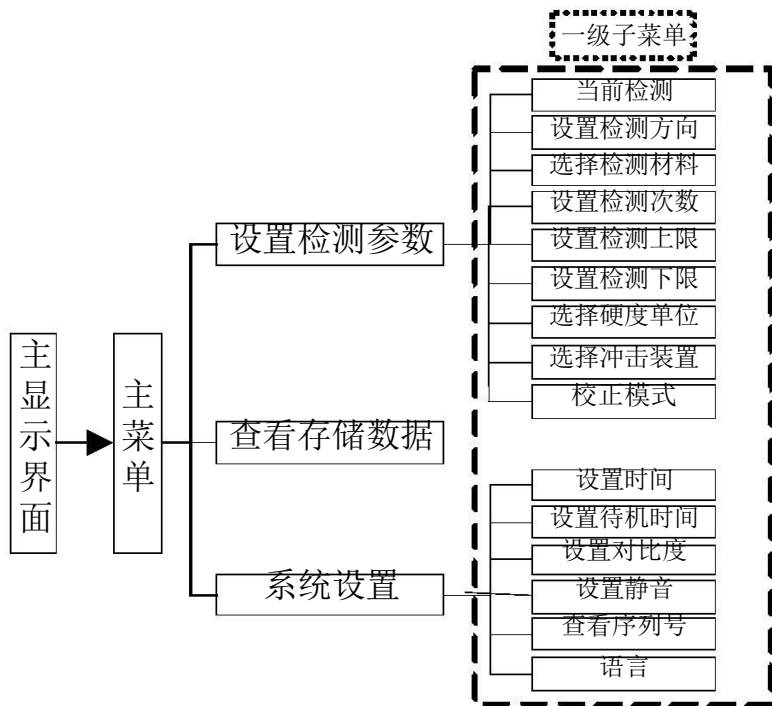 一级子菜单
当前检测
设置检测方向
选择检测材料
设置检测次数
设置检测参数
设置检测上限
设置检测下限
选择硬度单位
选择冲击装置
校正模式
主显示界面
主菜单
查看存储数据
设置时间
设置待机时间
设置对比度
系统设置
设置静音
查看序列号
语言